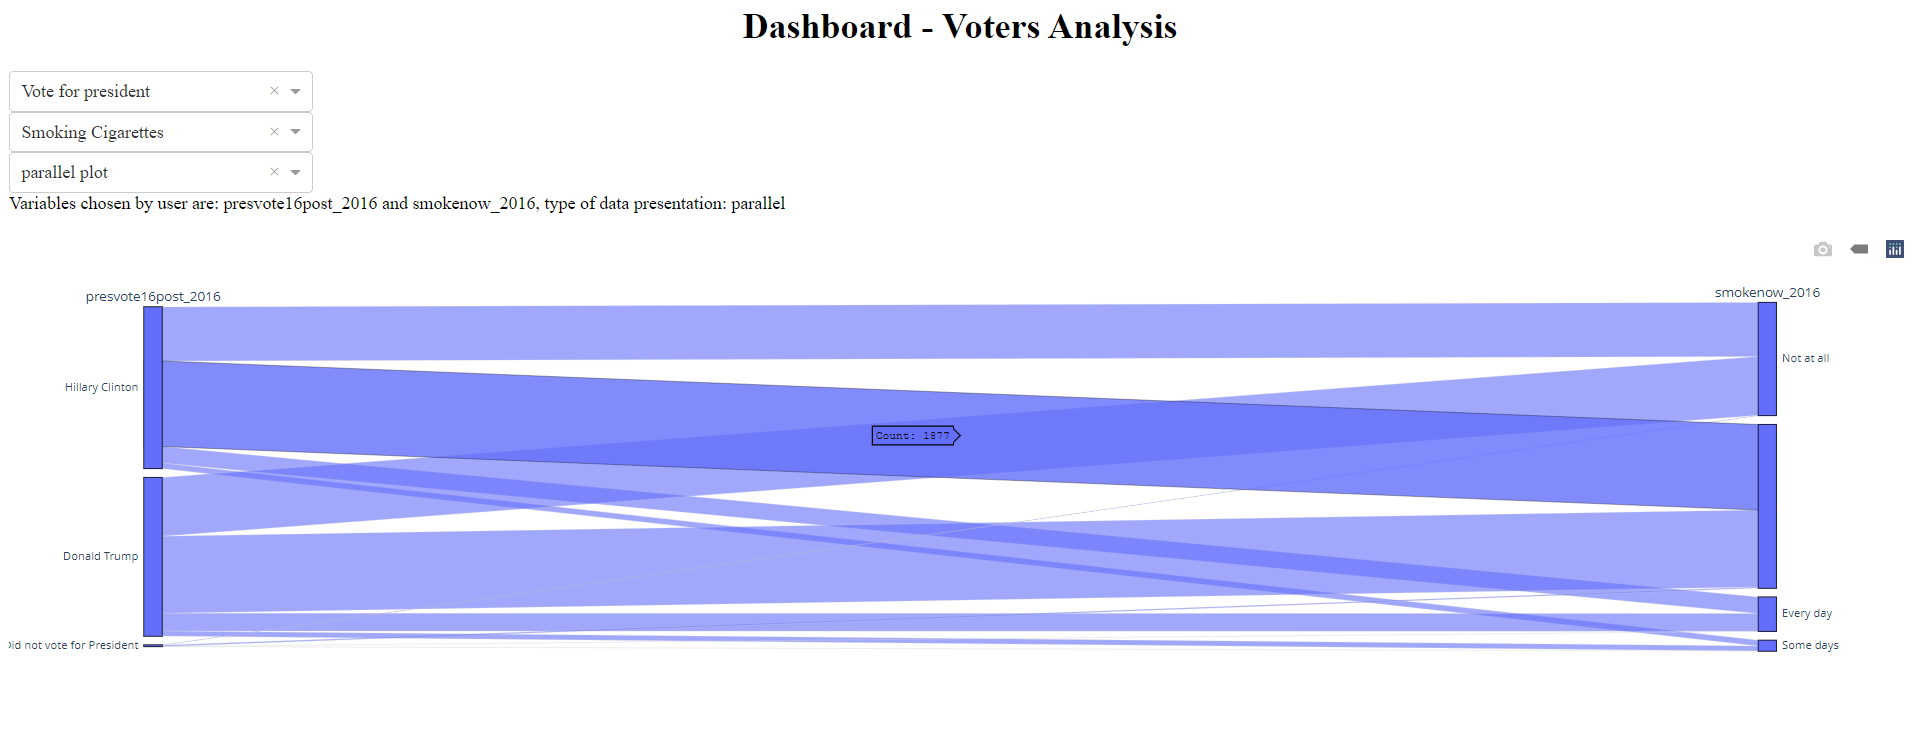 Dashboard - Voters Analysis
Vote for president
Smoking Cigarettes
parallel plot
Variables chosen by user are: presvote16post_2016 and smokenow_2016, type of data presentation: parallel
presvote16post_2016
smokenow_2016
Hillary Clinton
Not at all
Count: 1877
Donald Trump
Every day
Did not vote for President
Some days